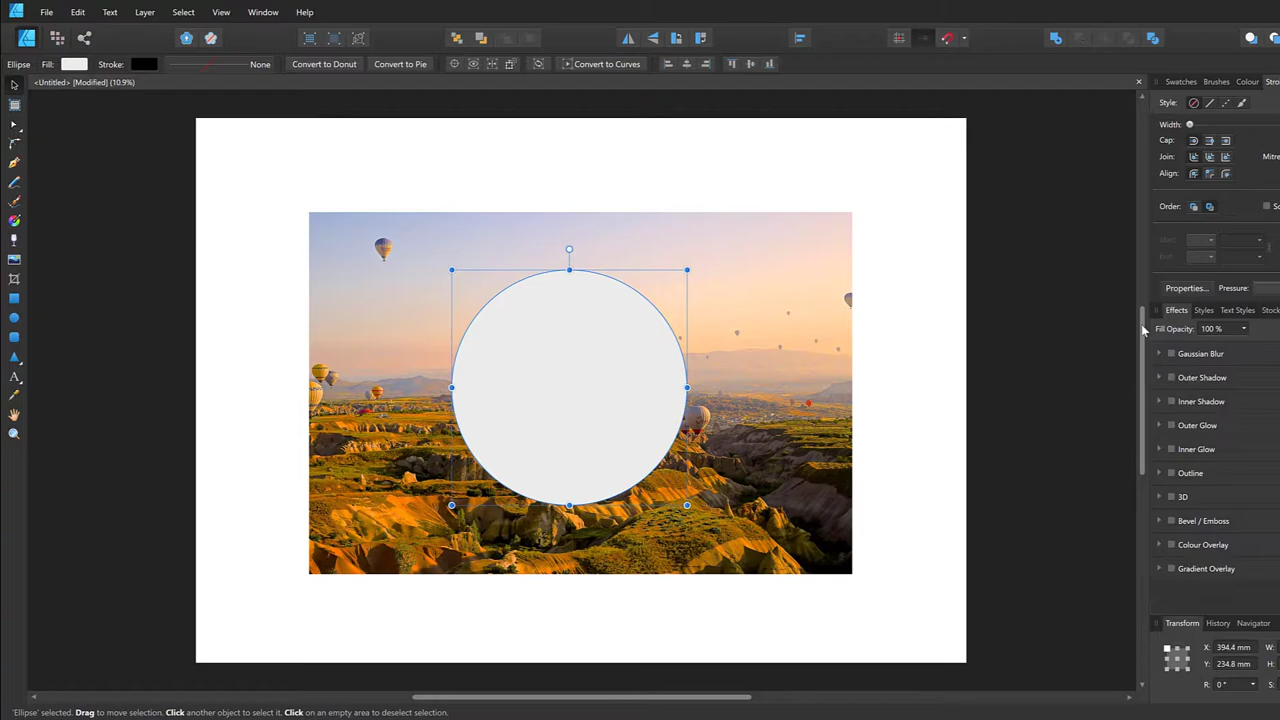 File Edit Text Layer Select View Window Help
Ellipse Fill: Stroke: None Convert to Donut Convert to Pie Convert to Curves
<Untitled> [Modified] (10.9%)
Swatches Brushes Colour
Style:
Width:
Cap:
Join: Mitre
Align:
Order:
Properties... Pressure:
Effects Styles Text Styles Stock
Fill Opacity: 100 %
Gaussian Blur
Outer Shadow
Inner Shadow
Outer Glow
Inner Glow
Outline
3D
Bevel / Emboss
Colour Overlay
Gradient Overlay
Transform History Navigator
X: 394.4 mm W:
Y: 234.8 mm H:
R: 0 ° S:
'Ellipse' selected. Drag to move selection. Click another object to select it. Click on an empty area to deselect selection.